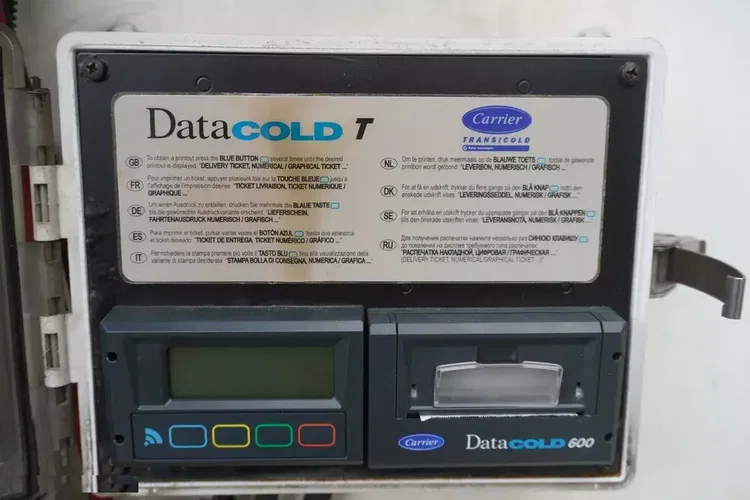 DataCOLD T
Carrier
TRANSICOLD
GB To obtain a printout press the BLUE BUTTON several times until the desired
printout is displayed. "DELIVERY TICKET, NUMERICAL / GRAPHICAL TICKET ..."
FR Pour imprimer un ticket, appuyer plusieurs fois sur la TOUCHE BLEUE jusqu'à
l'affichage de l'impression désirée "TICKET LIVRAISON, TICKET NUMERIQUE /
GRAPHIQUE ..."
DE Um einen Ausdruck zu erstellen, drücken Sie mehrmals die BLAUE TASTE
bis die gewünschte Ausdruckvariante erscheint. "LIEFERSCHEIN,
FAHRTENAUSDRUCK NUMERISCH / GRAFISCH ..."
ES Para imprimir el ticket, pulsar varias veces el BOTÓN AZUL hasta que aparezca
el ticket deseado: "TICKET DE ENTREGA, TICKET NUMÉRICO / GRÁFICO ..."
IT Per richiedere la stampa premere più volte il TASTO BLU fino alla visualizzazione della
variante di stampa desiderata "STAMPA BOLLA DI CONSEGNA, NUMERICA / GRAFICA ..."
NL Om te printen, druk meermaals op de BLAUWE TOETS totdat de gewenste
printbon wordt getoond "LEVERBON, NUMERISCH / GRAFISCH ..."
DK For at få en udskrift, trykker du flere gange på den BLÅ KNAP indtil den
ønskede udskrift vises: "LEVERINGSSEDDEL, NUMERISK / GRAFISK ..."
SE För att erhålla en utskrift tryck du upprepade gånger på den BLÅ KNAPPEN
till den önskade utskriften visas: "LEVERANSNOTA, NUMERISK / GRAFISK ..."
RU Для получения распечатки нажмите несколько раз СИНЮЮ КЛАВИШУ
до появления на дисплее требуемого типа распечатки:
"РАСПЕЧАТКА НАКЛАДНОЙ, ЦИФРОВАЯ / ГРАФИЧЕСКАЯ ..."
(DELIVERY TICKET, NUMERICAL/GRAPHICAL TICKET
Carrier
DataCOLD 600